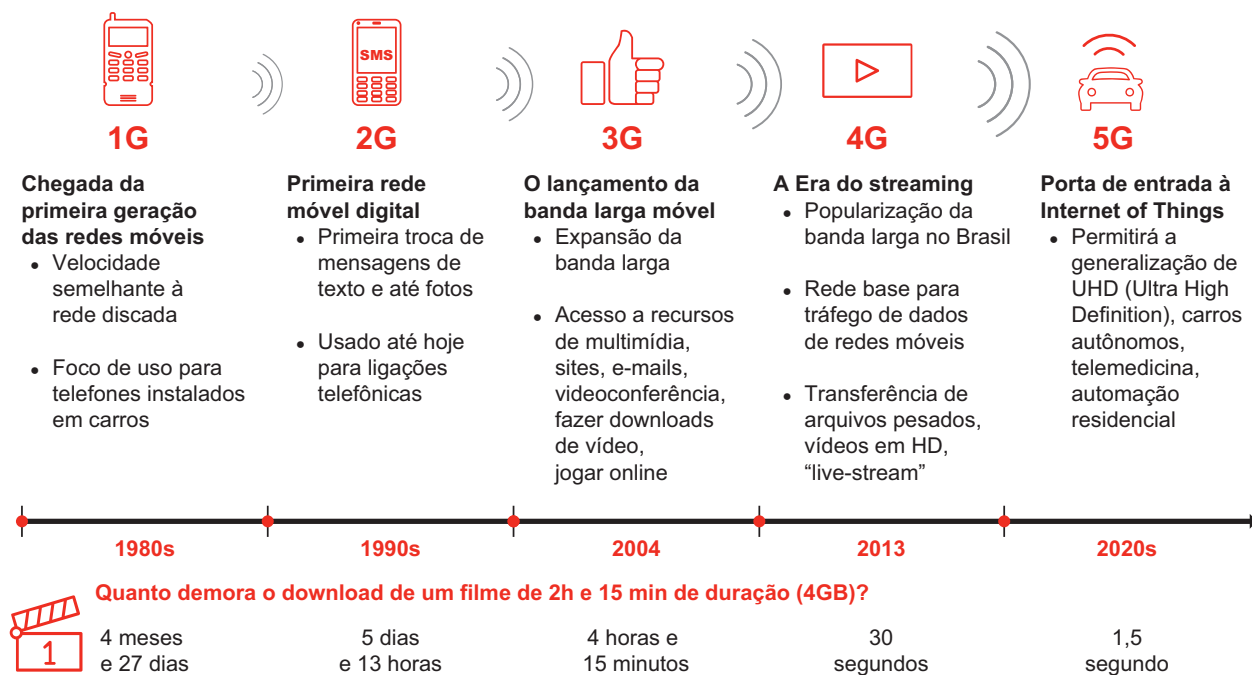 SMS
1G
Chegada da
primeira geração
das redes móveis
• Velocidade
semelhante à
rede discada
• Foco de uso para
telefones instalados
em carros
2G
Primeira rede
móvel digital
• Primeira troca de
mensagens de
texto e até fotos
• Usado até hoje
para ligações
telefônicas
3G
O lançamento da
banda larga móvel
• Expansão da
banda larga
• Acesso a recursos
de multimídia,
sites, e-mails,
videoconferência,
fazer downloads
de vídeo,
jogar online
4G
A Era do streaming
• Popularização da
banda larga no Brasil
• Rede base para
tráfego de dados
de redes móveis
• Transferência de
arquivos pesados,
vídeos em HD,
“live-stream”
5G
Porta de entrada à
Internet of Things
• Permitirá a
generalização de
UHD (Ultra High
Definition), carros
autônomos,
telemedicina,
automação
residencial
1980s
1990s
2004
2013
2020s
Quanto demora o download de um filme de 2h e 15 min de duração (4GB)?
1
4 meses
e 27 dias
5 dias
e 13 horas
4 horas e
15 minutos
30
segundos
1,5
segundo